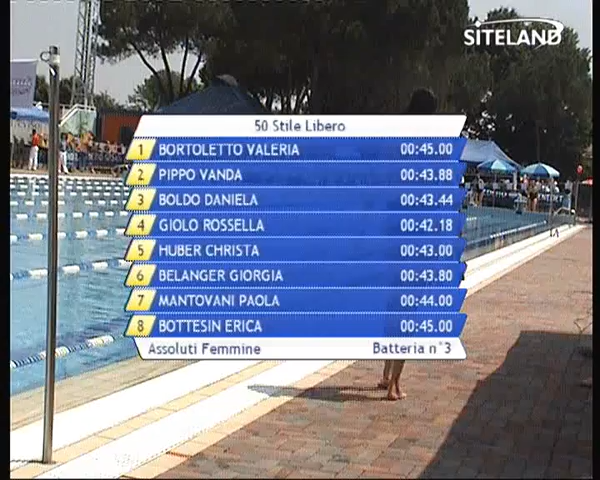 SITELAND
50 Stile Libero
1 BORTOLETTO VALERIA 00:45.00
2 PIPPO VANDA 00:43.88
3 BOLDO DANIELA 00:43.44
4 GIOLO ROSSELLA 00:42.18
5 HUBER CHRISTA 00:43.00
6 BELANGER GIORGIA 00:43.80
7 MANTOVANI PAOLA 00:44.00
8 BOTTESIN ERICA 00:45.00
Assoluti Femmine Batteria n°3